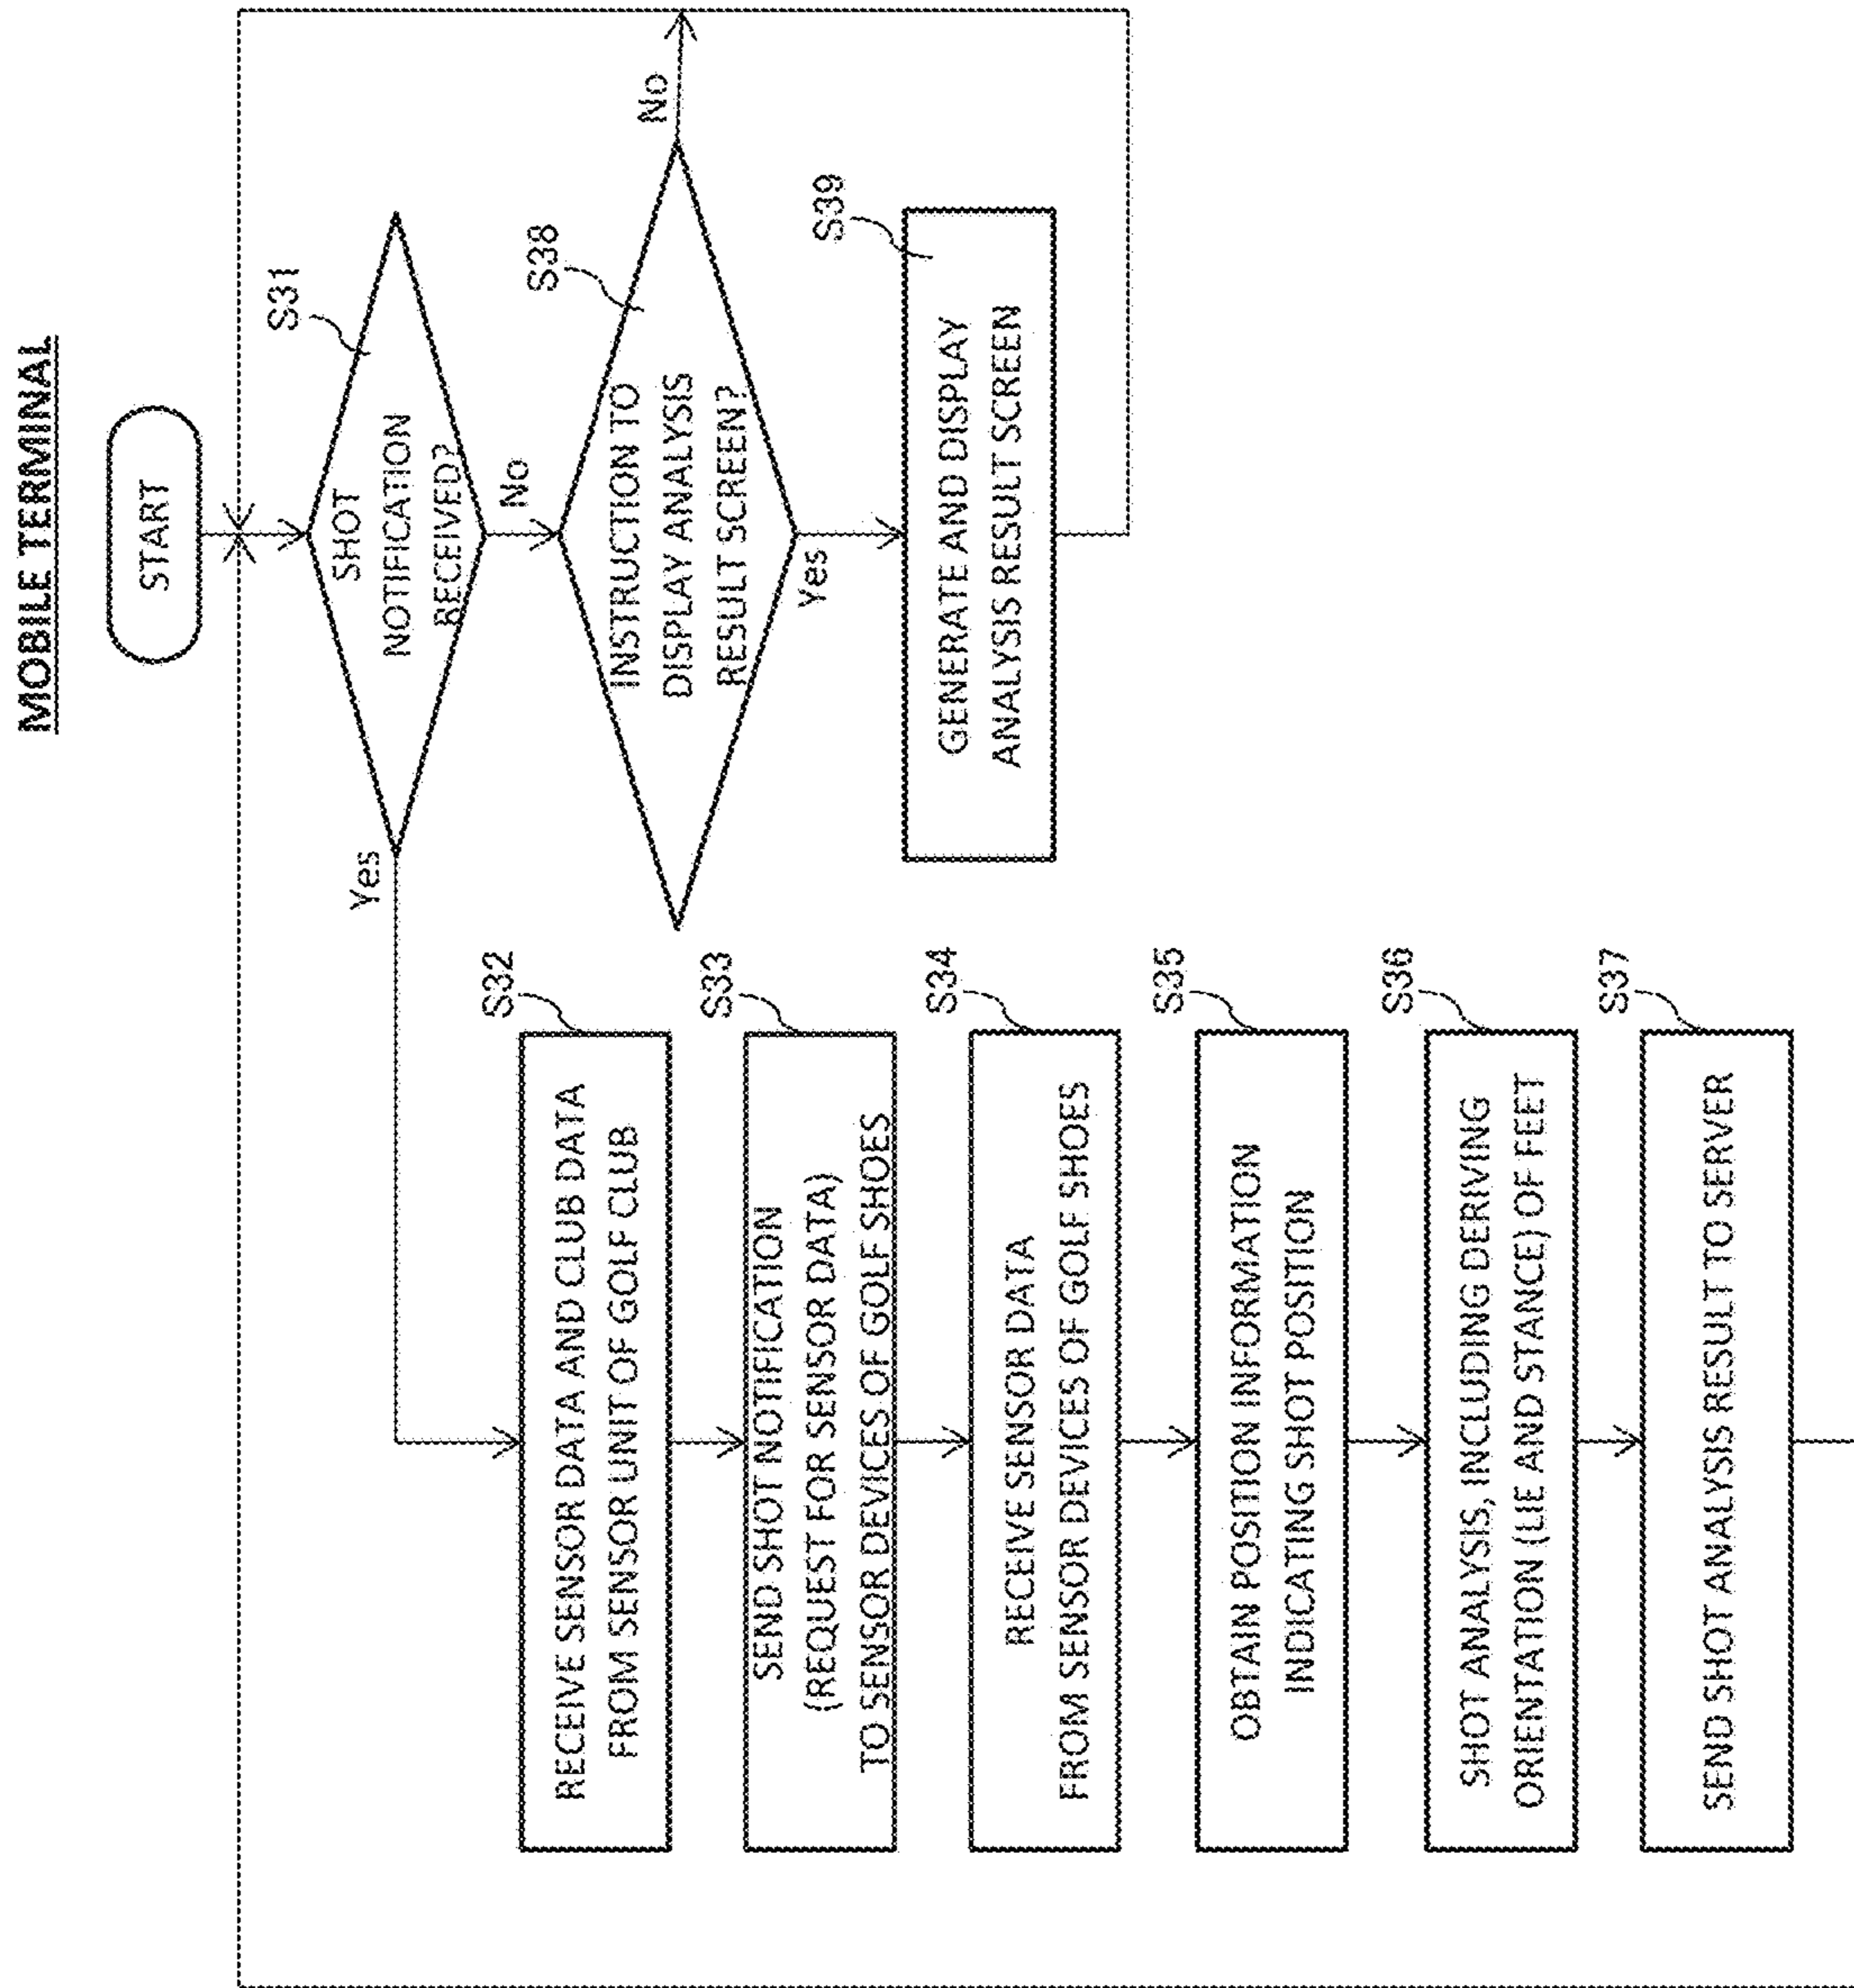 MOBILE TERMINAL
START
S31
SHOT
NOTIFICATION
RECEIVED?
Yes
No
S38
INSTRUCTION TO
DISPLAY ANALYSIS
RESULT SCREEN?
No
Yes
S39
GENERATE AND DISPLAY
ANALYSIS RESULT SCREEN
S32
RECEIVE SENSOR DATA AND CLUB DATA
FROM SENSOR UNIT OF GOLF CLUB
S33
SEND SHOT NOTIFICATION
(REQUEST FOR SENSOR DATA)
TO SENSOR DEVICES OF GOLF SHOES
S34
RECEIVE SENSOR DATA
FROM SENSOR DEVICES OF GOLF SHOES
S35
OBTAIN POSITION INFORMATION
INDICATING SHOT POSITION
S36
SHOT ANALYSIS, INCLUDING DERIVING
ORIENTATION (LIE AND STANCE) OF FEET
S37
SEND SHOT ANALYSIS RESULT TO SERVER